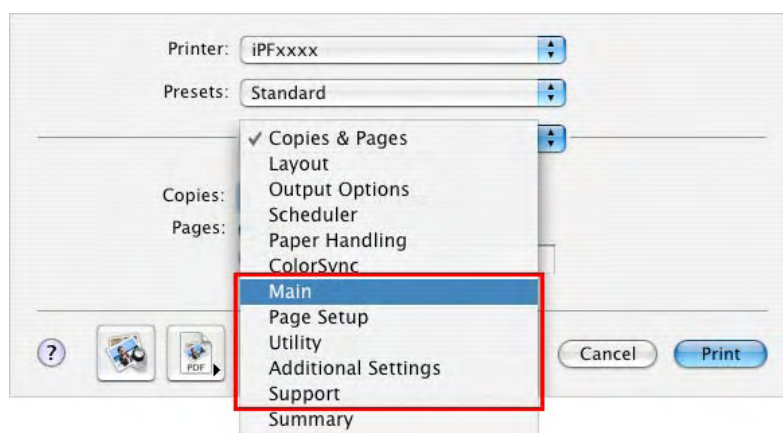 Printer: iPFxxxx
Presets: Standard
✓ Copies & Pages
Layout
Output Options
Copies:
Scheduler
Pages:
Paper Handling
ColorSync
Main
Page Setup
Utility
Additional Settings
Support
Summary
?
PDF
Cancel
Print